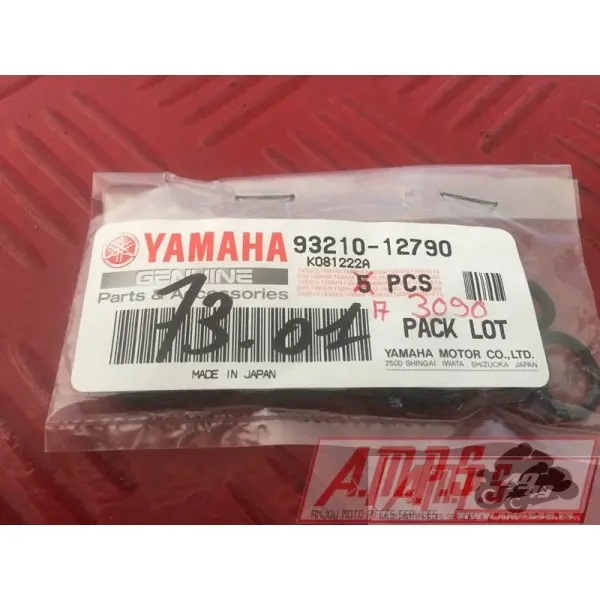 YAMAHA 93210-12790
K081222A
GENUINE
Parts & Accessories
5 PCS
17 3090
13.01
PACK LOT
YAMAHA MOTOR CO., LTD.
2500 SHINGAI IWATA SHIZUOKA JAPAN
MADE IN JAPAN
A.M.P.S